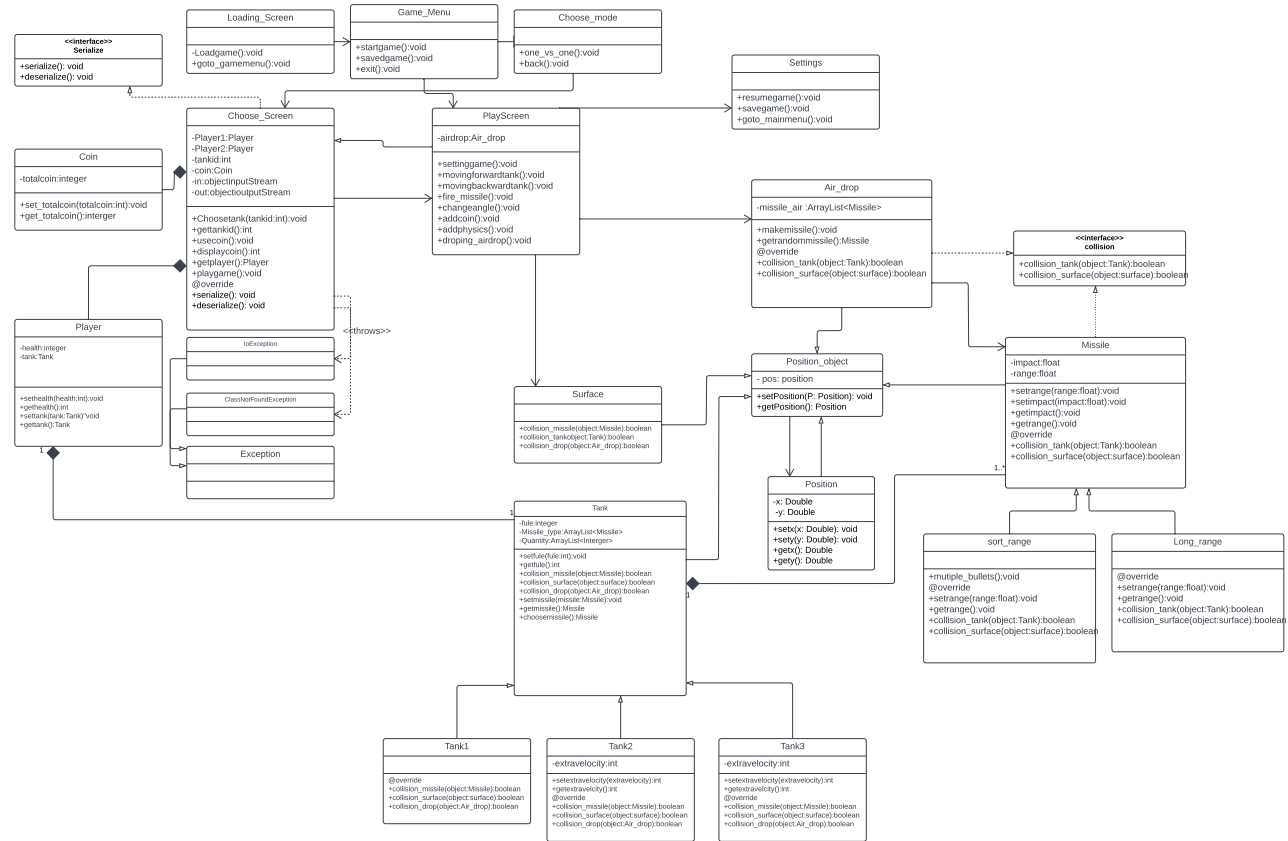 Loading_Screen
-Loadgame():void
+goto_gamemenu():void
Game_Menu
+startgame():void
+savedgame():void
+exit():void
Choose_mode
+one_vs_one():void
+back():void
<<interface>>
Serialize
+serialize(): void
+deserialize(): void
Settings
+resumegame():void
+savegame():void
+goto_mainmenu():void
Choose_Screen
-Player1:Player
-Player2:Player
-tankid:int
-coin:Coin
-in:objectinputStream
-out:objectioutputStream
+Choosetank(tankid:int):void
+gettankid():int
+usecoin():void
+displaycoin():int
+getplayer():Player
+playgame():void
@override
+serialize(): void
+deserialize(): void
PlayScreen
-airdrop:Air_drop
+settinggame():void
+movingforwardtank():void
+movingbackwardtank():void
+fire_missile():void
+changeangle():void
+addcoin():void
+addphysics():void
+droping_airdrop():void
Coin
-totalcoin:integer
+set_totalcoin(totalcoin:int):void
+get_totalcoin():interger
Air_drop
-missile_air :ArrayList<Missile>
+makemissile():void
+getrandommissile():Missile
@override
+collision_tank(object:Tank):boolean
+collision_surface(object:surface):boolean
<<interface>>
collision
+collision_tank(object:Tank):boolean
+collision_surface(object:surface):boolean
Player
-health:integer
-tank:Tank
+sethealth(health:int):void
+gethealth():int
+settank(tank:Tank)"void
+gettank():Tank
<<throws>>
IoException
ClassNotFoundException
Exception
Missile
-impact:float
-range:float
+setrange(range:float):void
+setimpact(impact:float):void
+getimpact():void
+getrange():void
@override
+collision_tank(object:Tank):boolean
+collision_surface(object:surface):boolean
Position_object
- pos: position
+setPosition(P: Position): void
+getPosition(): Position
Surface
+collision_missile(object:Missile):boolean
+collision_tankobject:Tank):boolean
+collision_drop(object:Air_drop):boolean
1
1..*
Position
-x: Double
-y: Double
+setx(x: Double): void
+sety(y: Double): void
+getx(): Double
+gety(): Double
1
Tank
-fule:integer
-Missile_type:ArrayList<Missile>
-Quantity:ArrayList<Interger>
+setfule(fule:int):void
+getfule():int
+collision_missile(object:Missile):boolean
+collision_surface(object:surface):boolean
+collision_drop(object:Air_drop):boolean
+setmissile(missile:Missile):void
+getmissile():Missile
+choosemissile():Missile
1
sort_range
+mutiple_bullets();void
@override
+setrange(range:float):void
+getrange():void
+collision_tank(object:Tank):boolean
+collision_surface(object:surface):boolean
Long_range
@override
+setrange(range:float):void
+getrange():void
+collision_tank(object:Tank):boolean
+collision_surface(object:surface):boolean
Tank1
@override
+collision_missile(object:Missile):boolean
+collision_surface(object:surface):boolean
+collision_drop(object:Air_drop):boolean
Tank2
-extravelocity:int
+setextravelocity(extravelocity):int
+getextravelcity():int
@override
+collision_missile(object:Missile):boolean
+collision_surface(object:surface):boolean
+collision_drop(object:Air_drop):boolean
Tank3
-extravelocity:int
+setextravelocity(extravelocity):int
+getextravelcity():int
@override
+collision_missile(object:Missile):boolean
+collision_surface(object:surface):boolean
+collision_drop(object:Air_drop):boolean